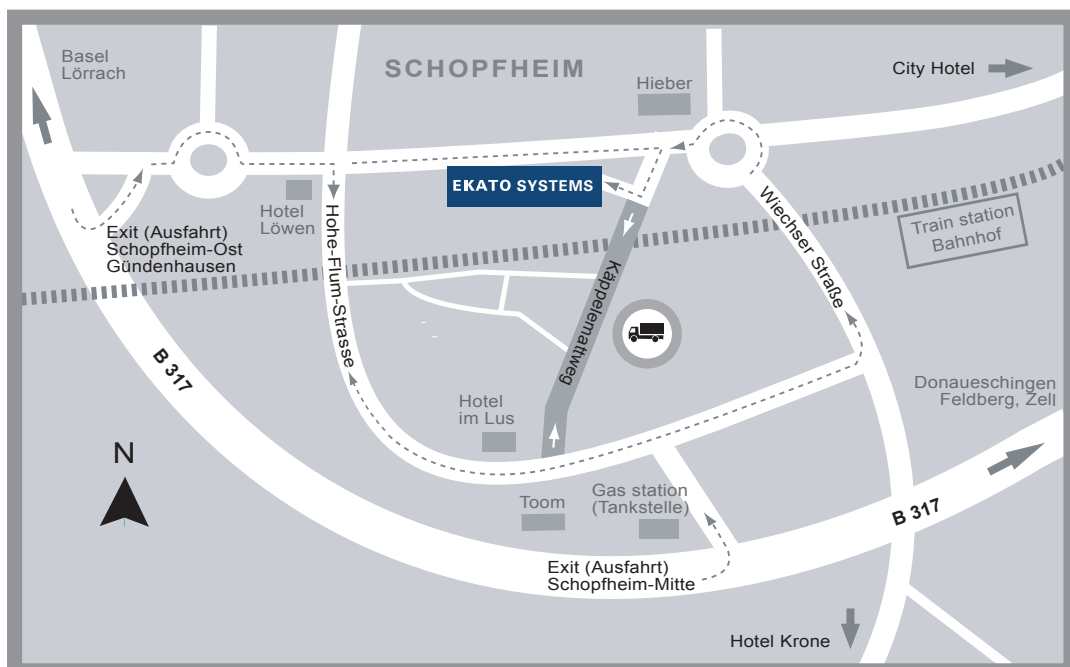 Basel
Lörrach
SCHOPFHEIM
Hieber
City Hotel
EKATO SYSTEMS
Hotel
Löwen
Exit (Ausfahrt)
Schopfheim-Ost
Gündenhausen
Hohe-Flum-Strasse
Käppelemattweg
Wiechser Straße
Train station
Bahnhof
B 317
Hotel
im Lus
Donaueschingen
Feldberg, Zell
N
Toom
Gas station
(Tankstelle)
B 317
Exit (Ausfahrt)
Schopfheim-Mitte
Hotel Krone